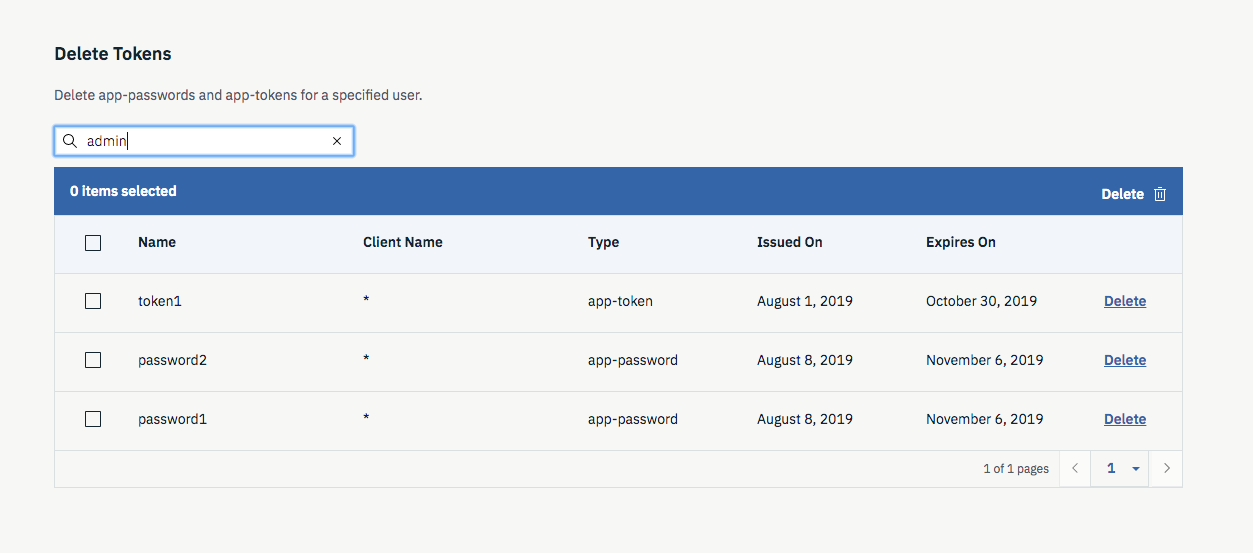 Delete Tokens
Delete app-passwords and app-tokens for a specified user.
admin
0 items selected Delete
Name Client Name Type Issued On Expires On
token1 * app-token August 1, 2019 October 30, 2019 Delete
password2 * app-password August 8, 2019 November 6, 2019 Delete
password1 * app-password August 8, 2019 November 6, 2019 Delete
1 of 1 pages 1